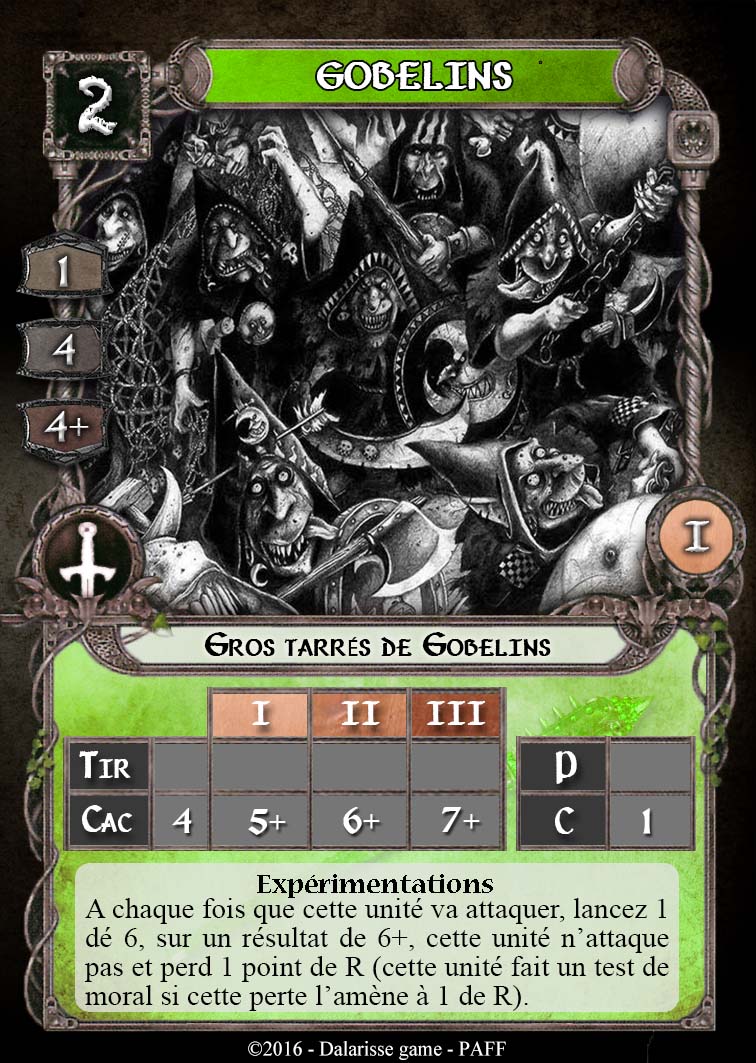 GOBELINS
2
1
4
4+
I
GROS TARRÉS DE GOBELINS
I II III
TIR
CAC 4 5+ 6+ 7+
P
C 1
Expérimentations
A chaque fois que cette unité va attaquer, lancez 1
dé 6, sur un résultat de 6+, cette unité n'attaque
pas et perd 1 point de R (cette unité fait un test de
moral si cette perte l'amène à 1 de R).
©2016 - Dalarisse game - PAFF